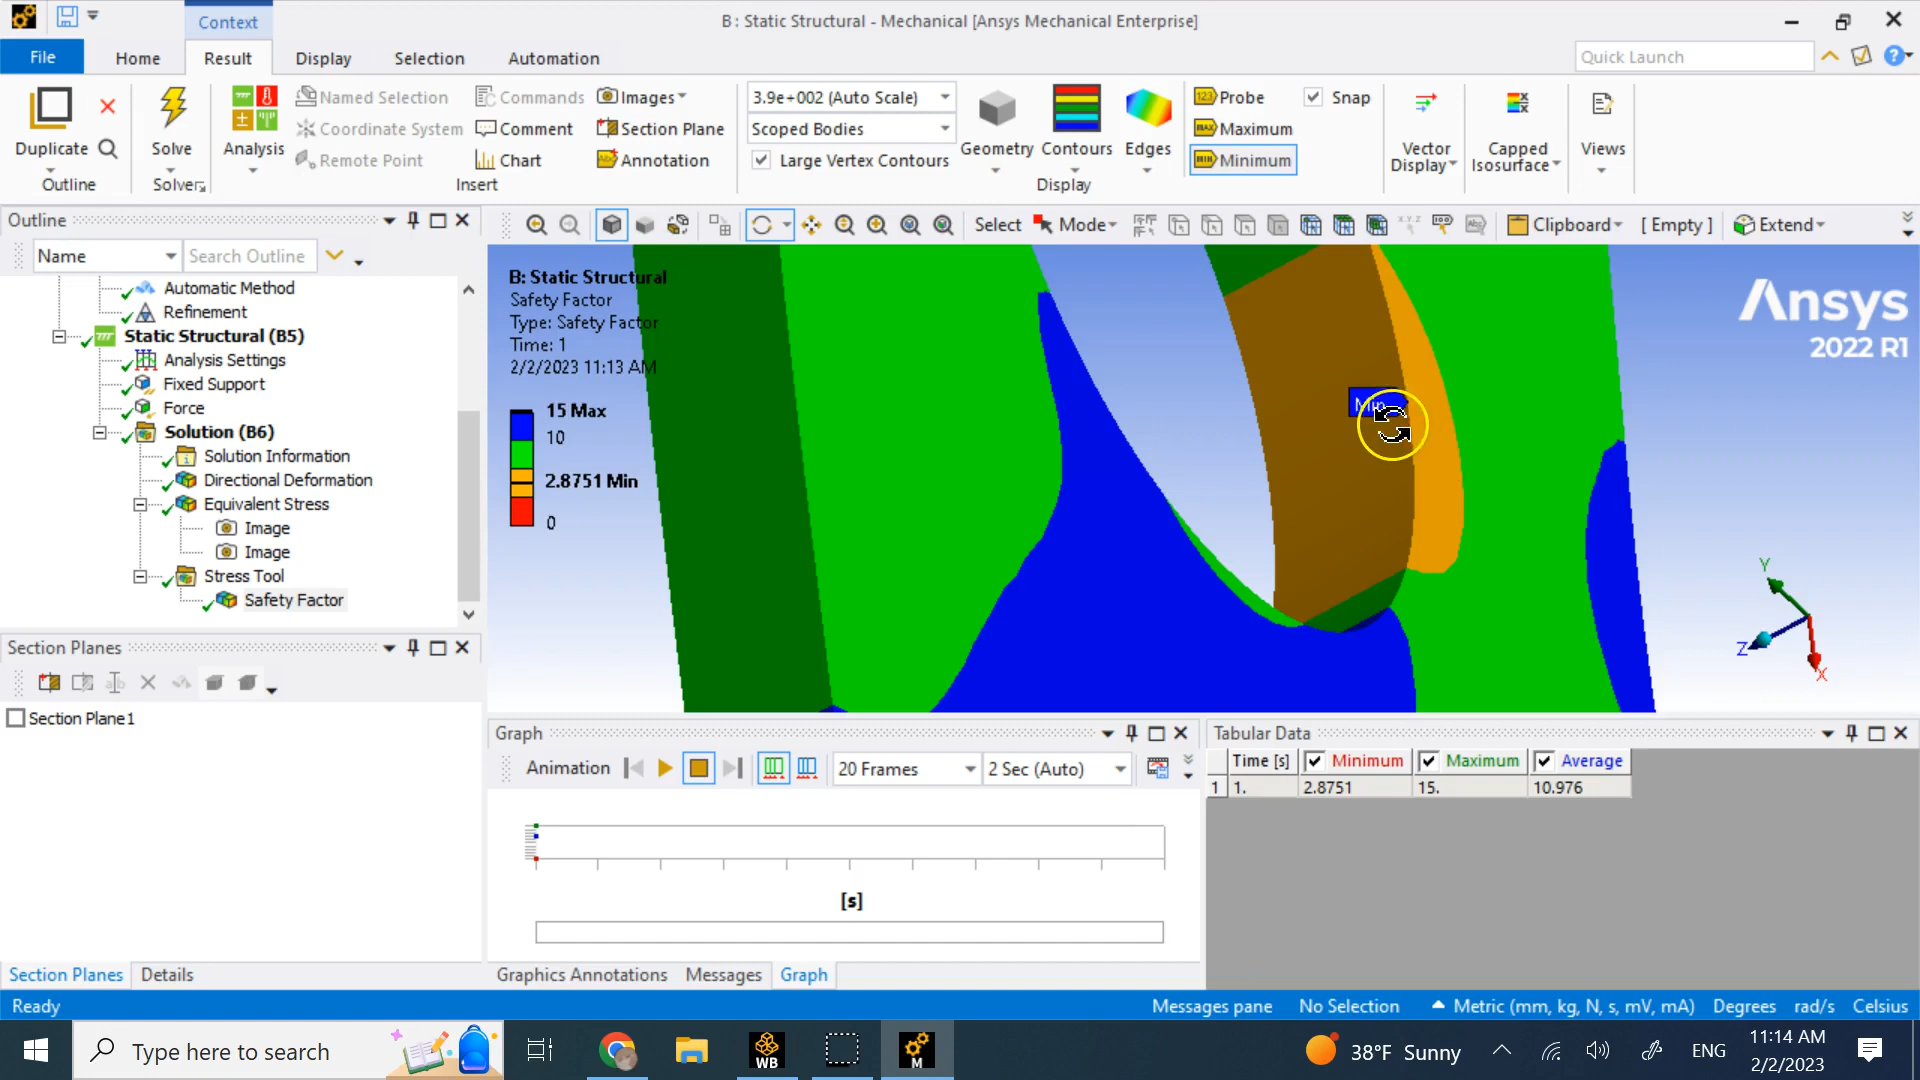 Context
B : Static Structural - Mechanical [Ansys Mechanical Enterprise]
File
Home
Result
Display
Selection
Automation
Quick Launch
Duplicate
Outline
Solve
Solver
Analysis
Named Selection
Coordinate System
Remote Point
Commands
Comment
Chart
Images
Section Plane
Annotation
Insert
3.9e+002 (Auto Scale)
Scoped Bodies
Large Vertex Contours
Geometry
Contours
Edges
Display
Probe
Maximum
Minimum
Snap
Vector
Display
Capped
Isosurface
Views
Outline
Name
Search Outline
Automatic Method
Refinement
Static Structural (B5)
Analysis Settings
Fixed Support
Force
Solution (B6)
Solution Information
Directional Deformation
Equivalent Stress
Image
Image
Stress Tool
Safety Factor
Select
Mode
Clipboard
[ Empty ]
Extend
B: Static Structural
Safety Factor
Type: Safety Factor
Time: 1
2/2/2023 11:13 AM
15 Max
10
2.8751 Min
0
Min
Ansys
2022 R1
Y
Z
X
Section Planes
Section Plane1
Section Planes
Details
Graph
Animation
20 Frames
2 Sec (Auto)
[s]
Graphics Annotations
Messages
Graph
Tabular Data
Time [s]
Minimum
Maximum
Average
1
1.
2.8751
15.
10.976
Ready
Messages pane
No Selection
Metric (mm, kg, N, s, mV, mA)
Degrees
rad/s
Celsius
Type here to search
WB
M
38°F Sunny
ENG
11:14 AM
2/2/2023